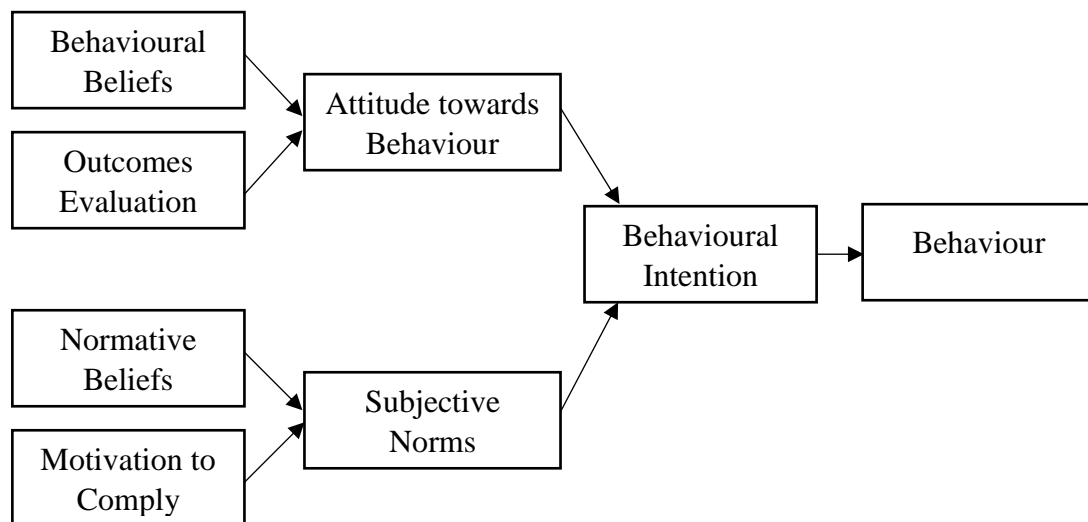 Behavioural
Beliefs
Outcomes
Evaluation
Attitude towards
Behaviour
Normative
Beliefs
Motivation to
Comply
Subjective
Norms
Behavioural
Intention
Behaviour